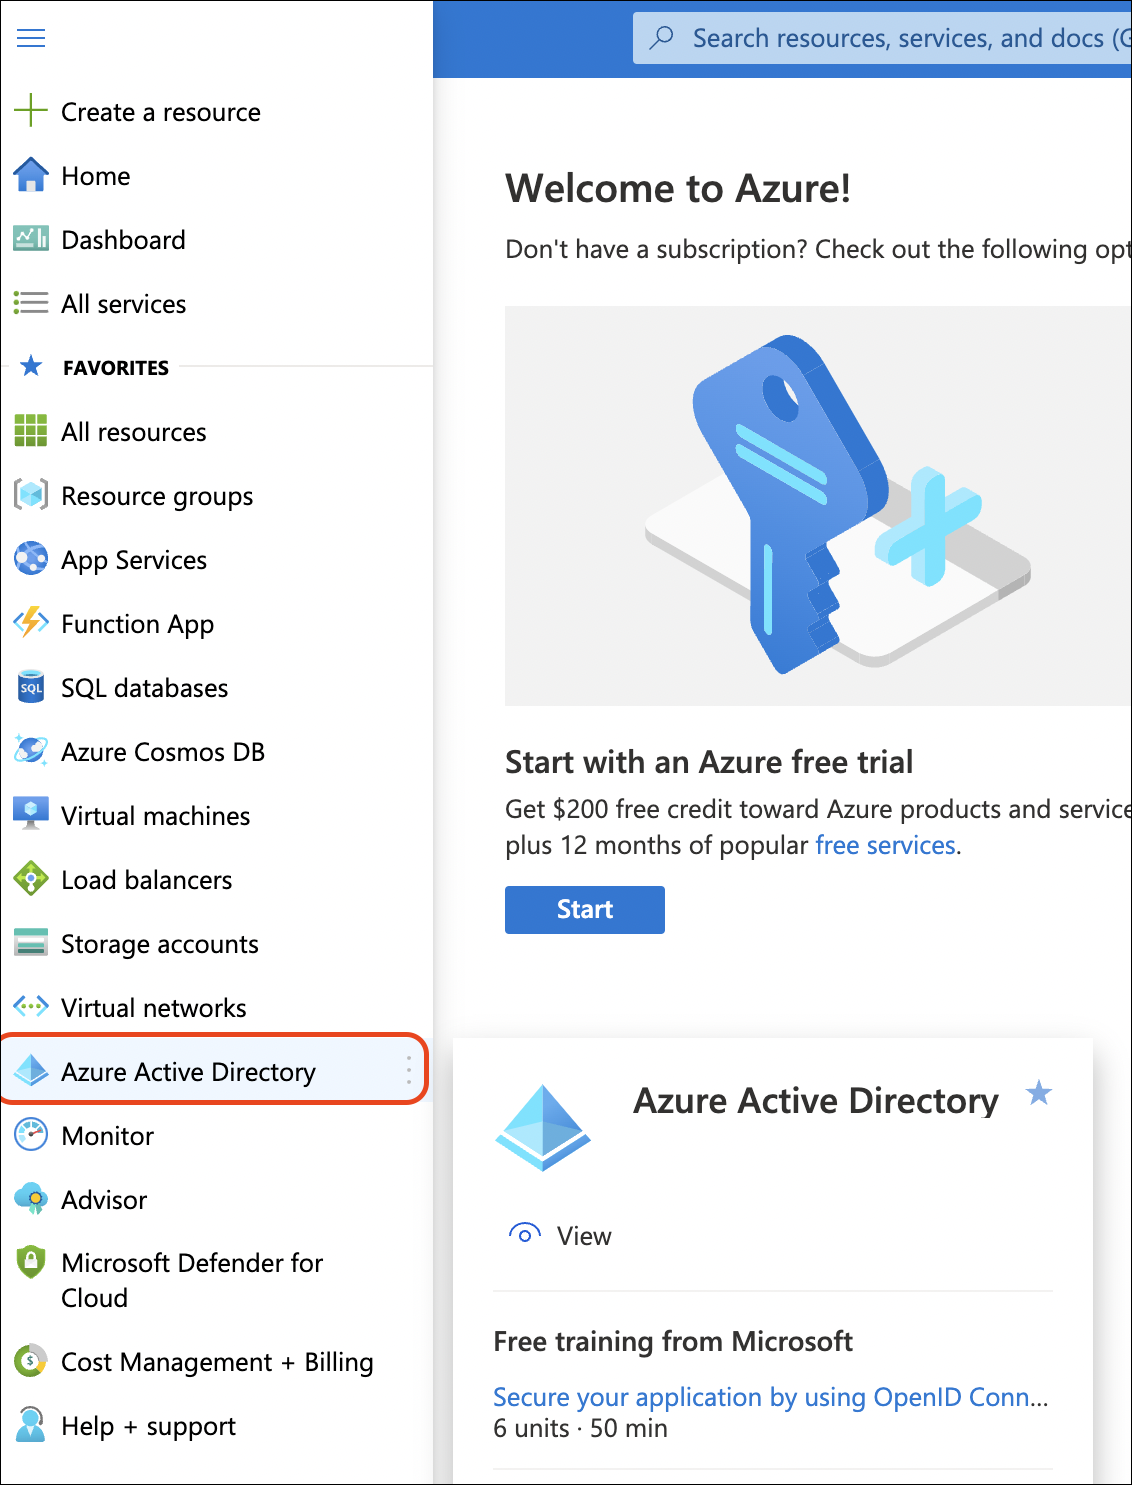 Search resources, services, and docs (G
Create a resource
Home
Dashboard
All services
FAVORITES
All resources
Resource groups
App Services
Function App
SQL
SQL databases
Azure Cosmos DB
Virtual machines
Load balancers
Storage accounts
Virtual networks
Azure Active Directory
Monitor
Advisor
Microsoft Defender for
Cloud
$
Cost Management + Billing
Help + support
Welcome to Azure!
Don't have a subscription? Check out the following opt
Start with an Azure free trial
Get $200 free credit toward Azure products and service
plus 12 months of popular free services.
Start
Azure Active Directory
View
Free training from Microsoft
Secure your application by using OpenID Conn...
6 units · 50 min